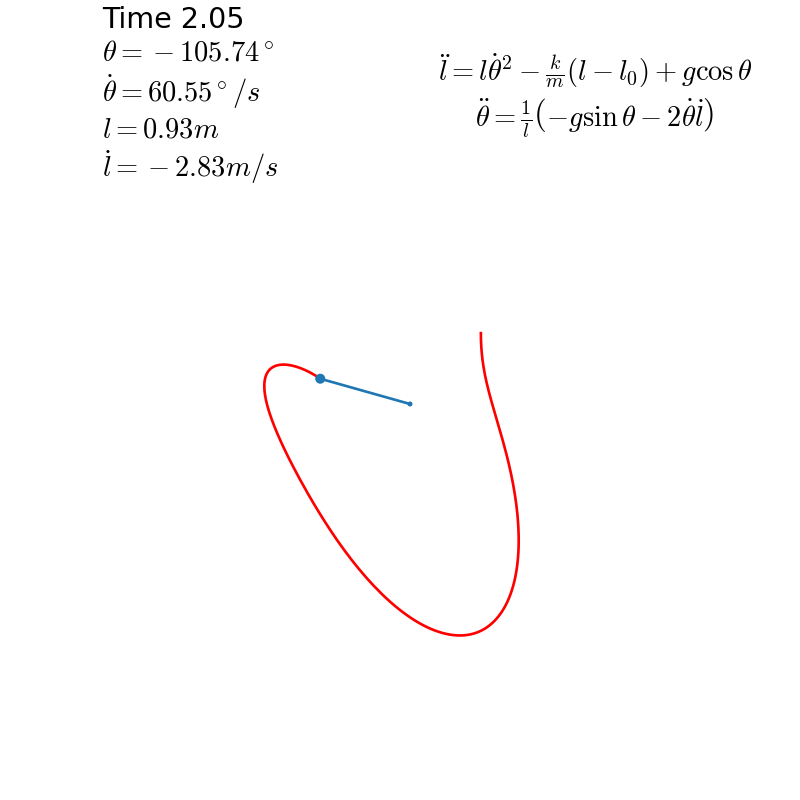 Time 2.05
θ = −105.74°
θ̇ = 60.55°/s
l = 0.93m
l̇ = −2.83m/s
l̈ = lθ̇² − k/m(l − l₀) + g cos θ
θ̈ = 1/l(−g sin θ − 2θ̇l̇)